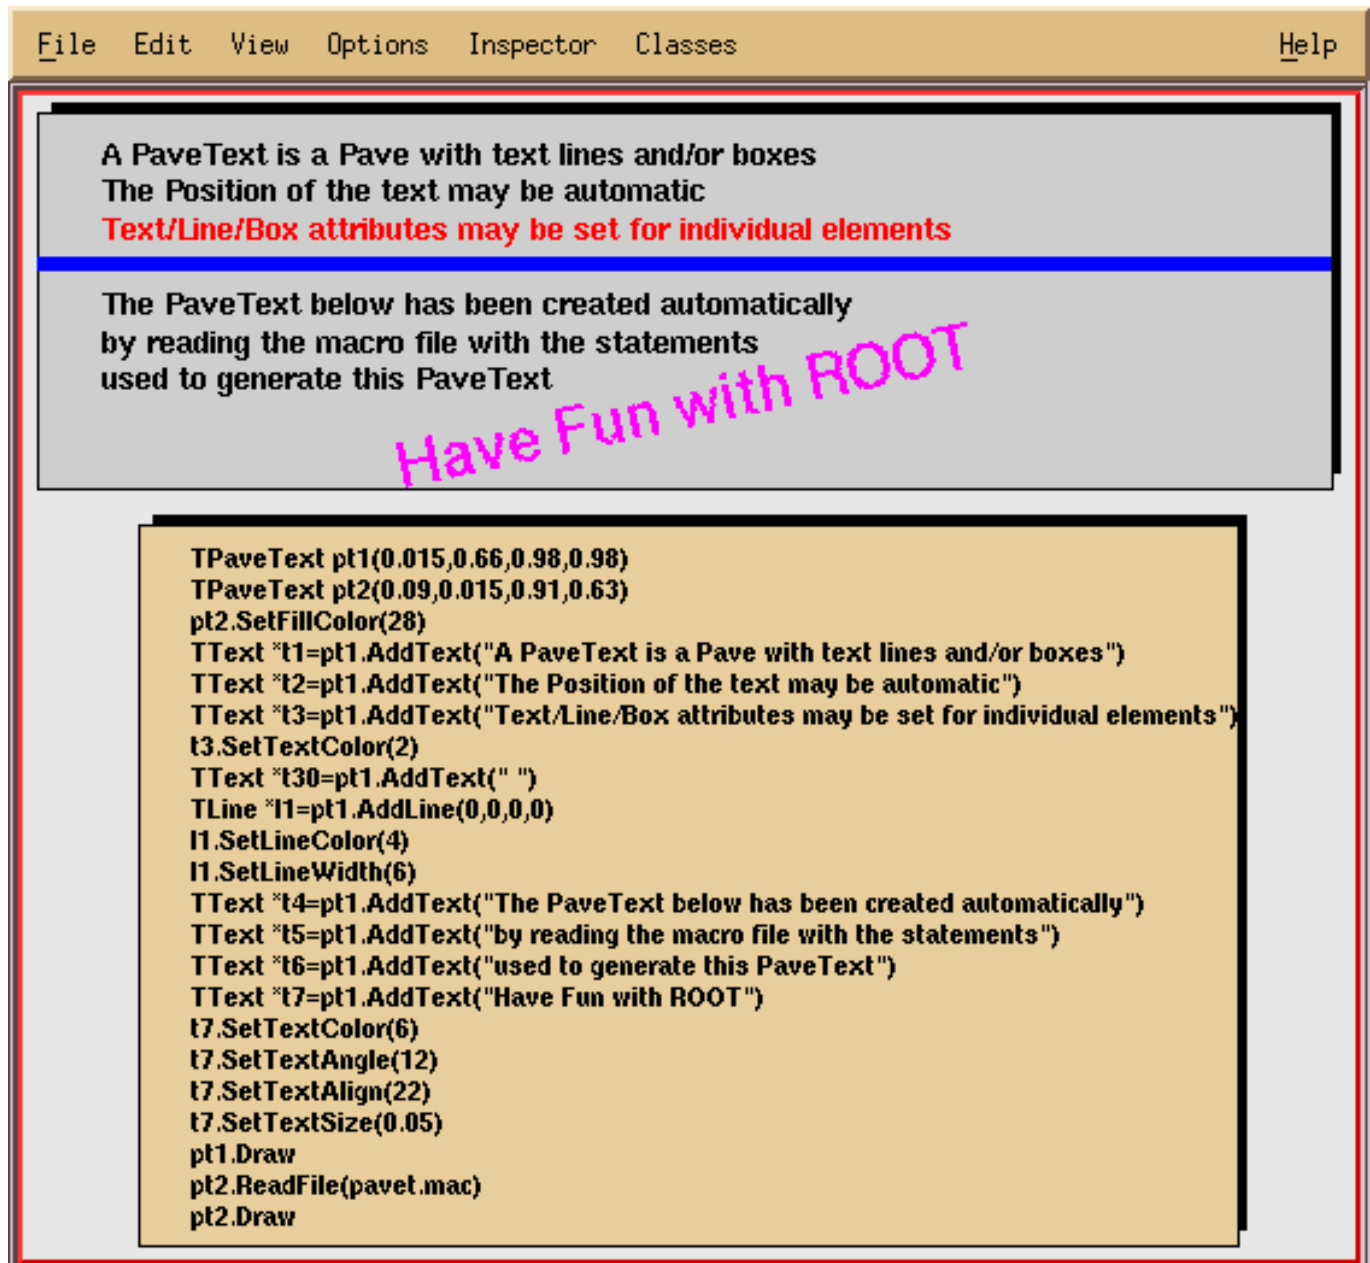 File Edit View Options Inspector Classes Help
A PaveText is a Pave with text lines and/or boxes
The Position of the text may be automatic
Text/Line/Box attributes may be set for individual elements
The PaveText below has been created automatically
by reading the macro file with the statements
used to generate this PaveText
Have Fun with ROOT
TPaveText pt1(0.015,0.66,0.98,0.98)
TPaveText pt2(0.09,0.015,0.91,0.63)
pt2.SetFillColor(28)
TText *t1=pt1.AddText("A PaveText is a Pave with text lines and/or boxes")
TText *t2=pt1.AddText("The Position of the text may be automatic")
TText *t3=pt1.AddText("Text/Line/Box attributes may be set for individual elements")
t3.SetTextColor(2)
TText *t30=pt1.AddText(" ")
TLine *l1=pt1.AddLine(0,0,0,0)
l1.SetLineColor(4)
l1.SetLineWidth(6)
TText *t4=pt1.AddText("The PaveText below has been created automatically")
TText *t5=pt1.AddText("by reading the macro file with the statements")
TText *t6=pt1.AddText("used to generate this PaveText")
TText *t7=pt1.AddText("Have Fun with ROOT")
t7.SetTextColor(6)
t7.SetTextAngle(12)
t7.SetTextAlign(22)
t7.SetTextSize(0.05)
pt1.Draw
pt2.ReadFile(pavet.mac)
pt2.Draw